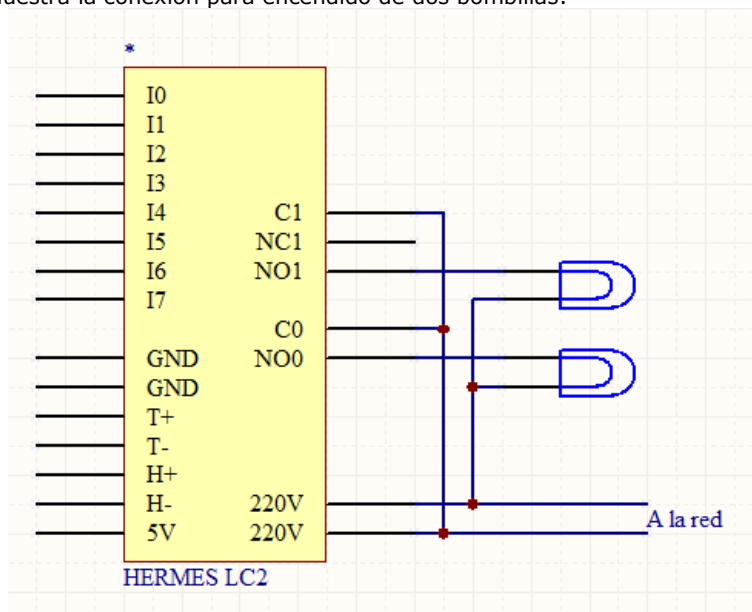 muestra la conexión para encendido de dos bombillas:
*
I0
I1
I2
I3
I4
I5
I6
I7
GND
GND
T+
T-
H+
H-
5V
C1
NC1
NO1
C0
NO0
220V
220V
A la red
HERMES LC2